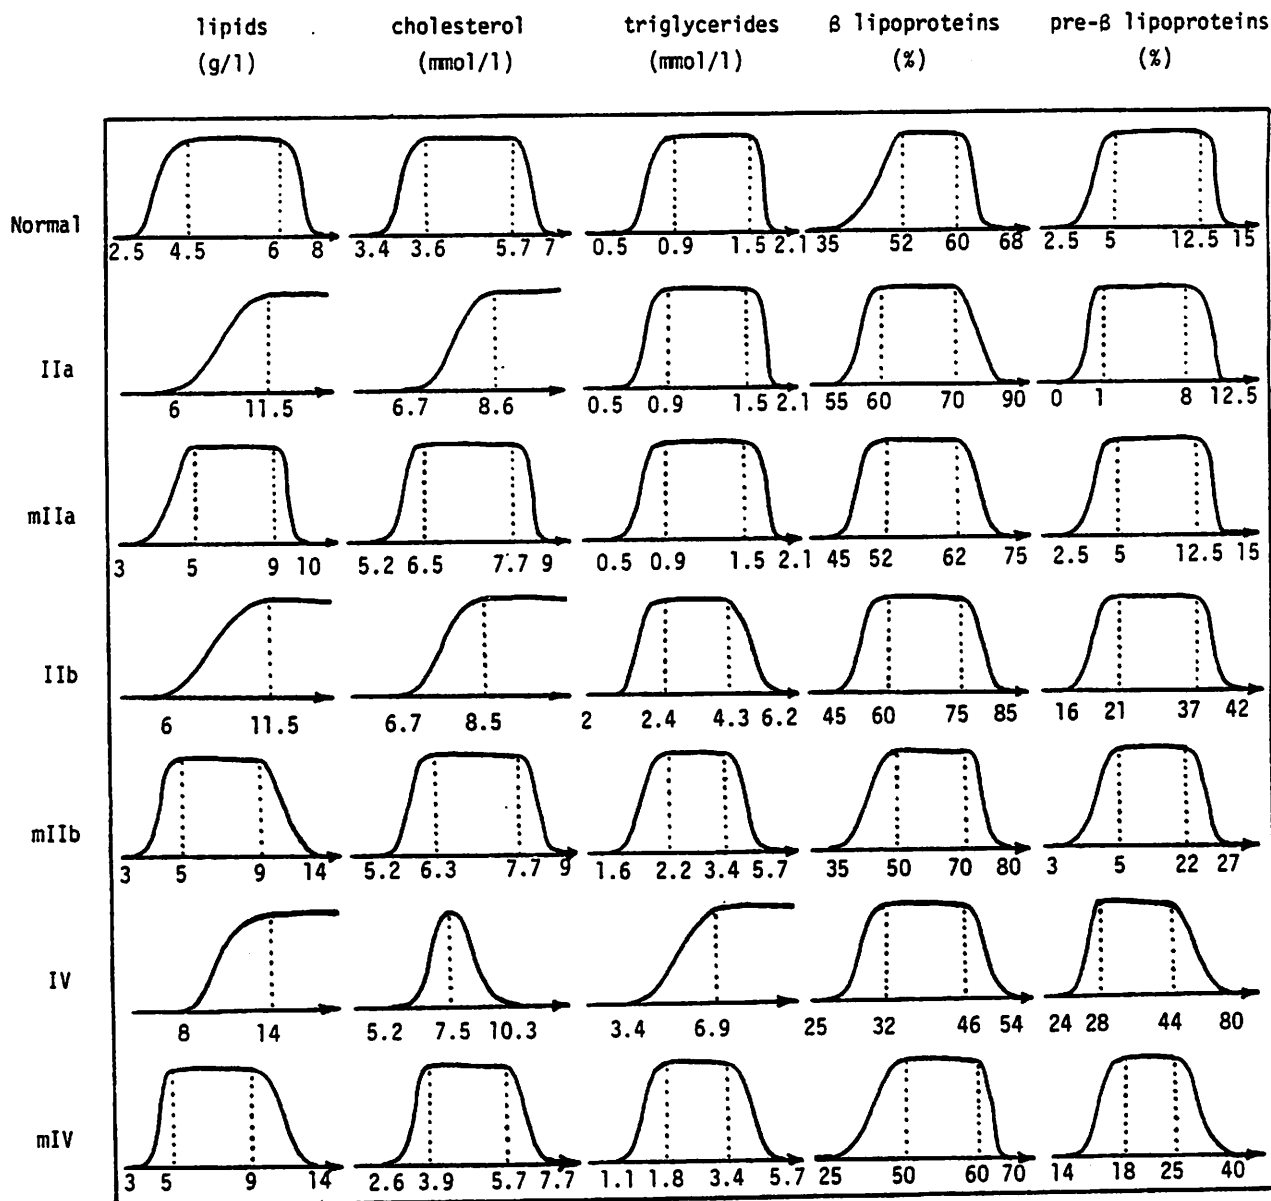 lipids cholesterol triglycerides β lipoproteins pre-β lipoproteins
(g/l) (mmol/l) (mmol/l) (%) (%)
Normal
2.5 4.5 6 8 3.4 3.6 5.7 7 0.5 0.9 1.5 2.1 35 52 60 68 2.5 5 12.5 15
IIa
6 11.5 6.7 8.6 0.5 0.9 1.5 2.1 55 60 70 90 0 1 8 12.5
mIIa
3 5 9 10 5.2 6.5 7.7 9 0.5 0.9 1.5 2.1 45 52 62 75 2.5 5 12.5 15
IIb
6 11.5 6.7 8.5 2 2.4 4.3 6.2 45 60 75 85 16 21 37 42
mIIb
3 5 9 14 5.2 6.3 7.7 9 1.6 2.2 3.4 5.7 35 50 70 80 3 5 22 27
IV
8 14 5.2 7.5 10.3 3.4 6.9 25 32 46 54 24 28 44 80
mIV
3 5 9 14 2.6 3.9 5.7 7.7 1.1 1.8 3.4 5.7 25 50 60 70 14 18 25 40